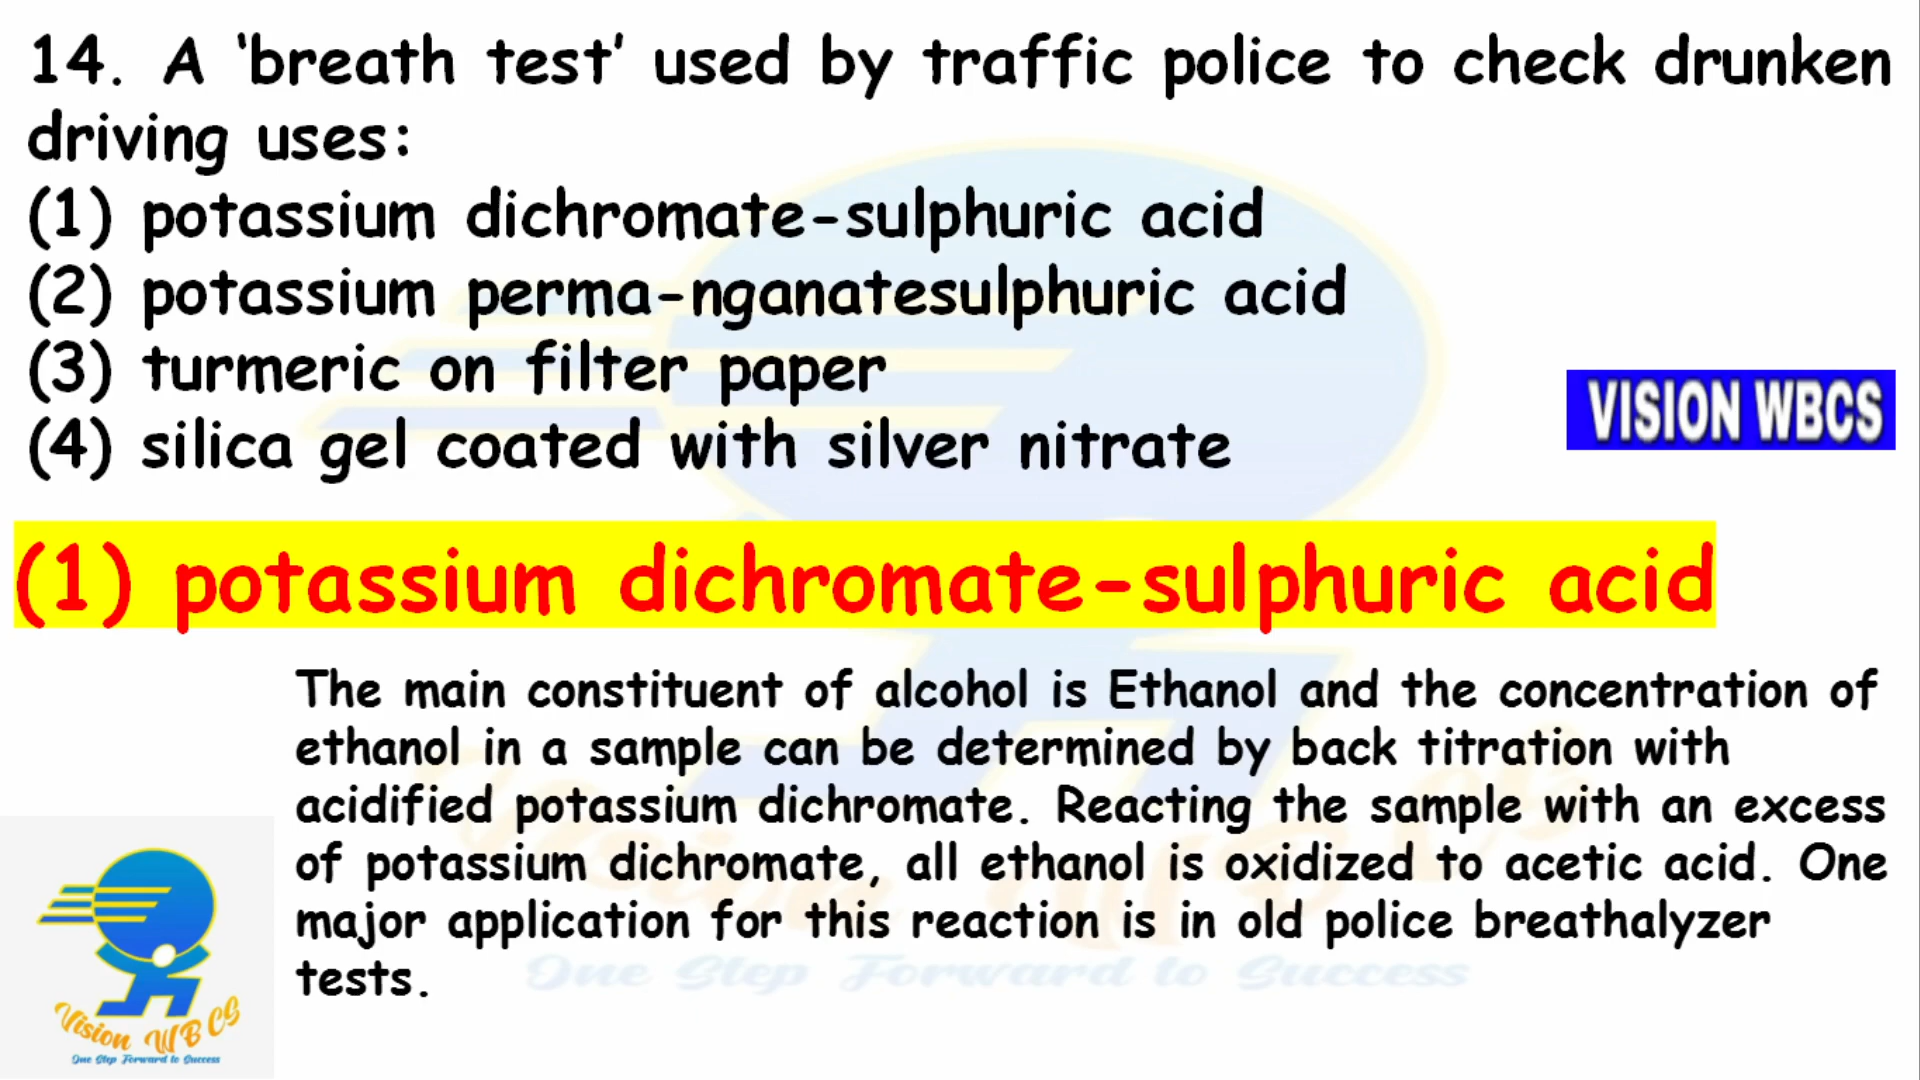 14. A ‘breath test’ used by traffic police to check drunken
driving uses:
(1) potassium dichromate-sulphuric acid
(2) potassium perma-nganatesulphuric acid
(3) turmeric on filter paper
(4) silica gel coated with silver nitrate
VISION WBCS
(1) potassium dichromate-sulphuric acid
The main constituent of alcohol is Ethanol and the concentration of
ethanol in a sample can be determined by back titration with
acidified potassium dichromate. Reacting the sample with an excess
of potassium dichromate, all ethanol is oxidized to acetic acid. One
major application for this reaction is in old police breathalyzer
tests.
One Step Forward to Success
Vision WBCS
One Step Forward to Success